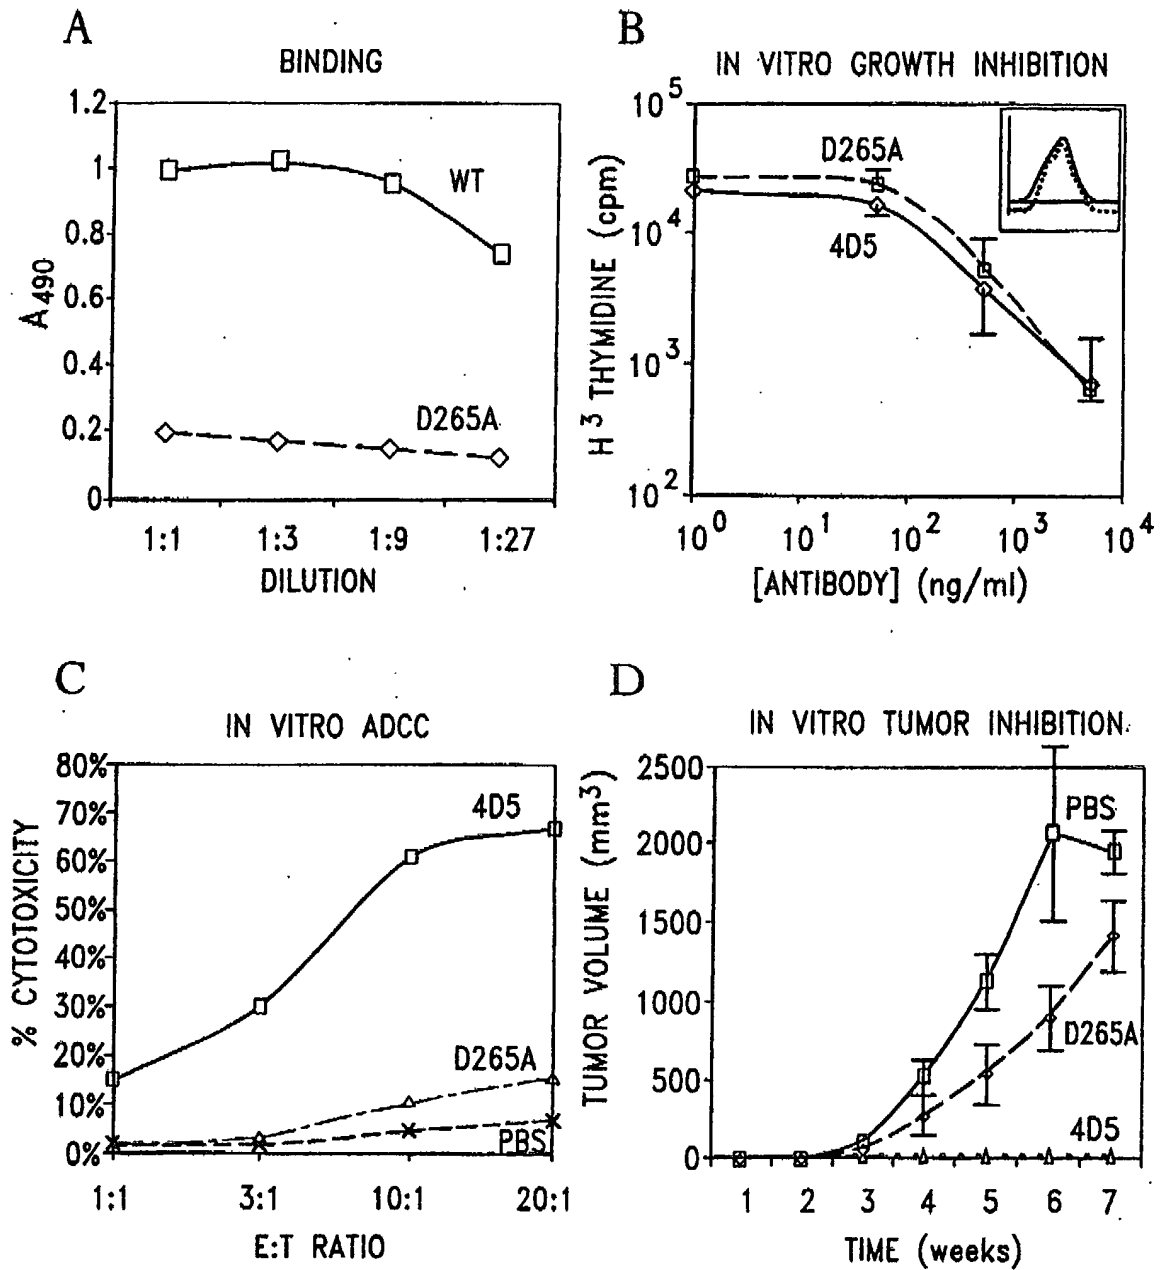 A
BINDING
1.2
1
0.8
0.6
0.4
0.2
0
A490
WT
D265A
1:1 1:3 1:9 1:27
DILUTION
B
IN VITRO GROWTH INHIBITION
10^5
10^4
10^3
10^2
H^3 THYMIDINE (cpm)
D265A
4D5
10^0 10^1 10^2 10^3 10^4
[ANTIBODY] (ng/ml)
C
IN VITRO ADCC
80%
70%
60%
50%
40%
30%
20%
10%
0%
% CYTOTOXICITY
4D5
D265A
PBS
1:1 3:1 10:1 20:1
E:T RATIO
D
IN VITRO TUMOR INHIBITION
2500
2000
1500
1000
500
0
TUMOR VOLUME (mm^3)
PBS
D265A
4D5
1 2 3 4 5 6 7
TIME (weeks)